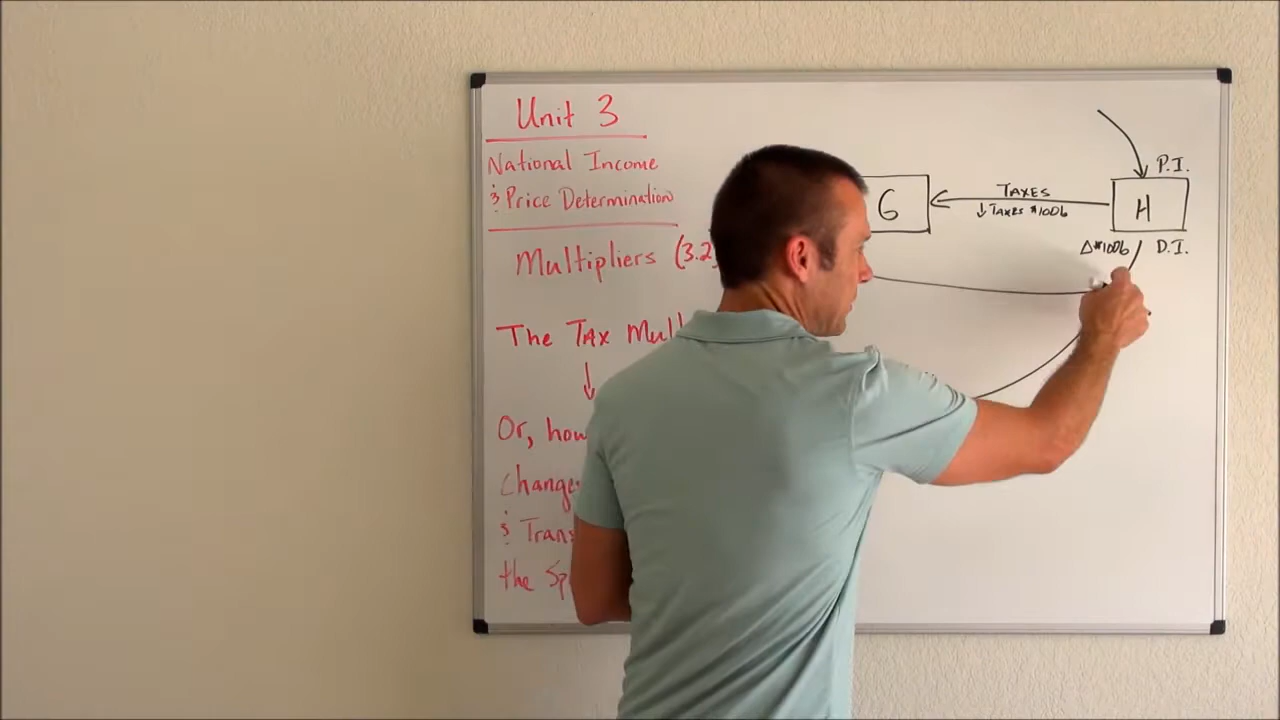 Unit 3
National Income
& Price Determination
Multipliers (3.2
The Tax Mul
Or, how
Change
& Trans
the Sp
G
TAXES
↓ TAXES $100b
P.I.
H
Δ$100b D.I.